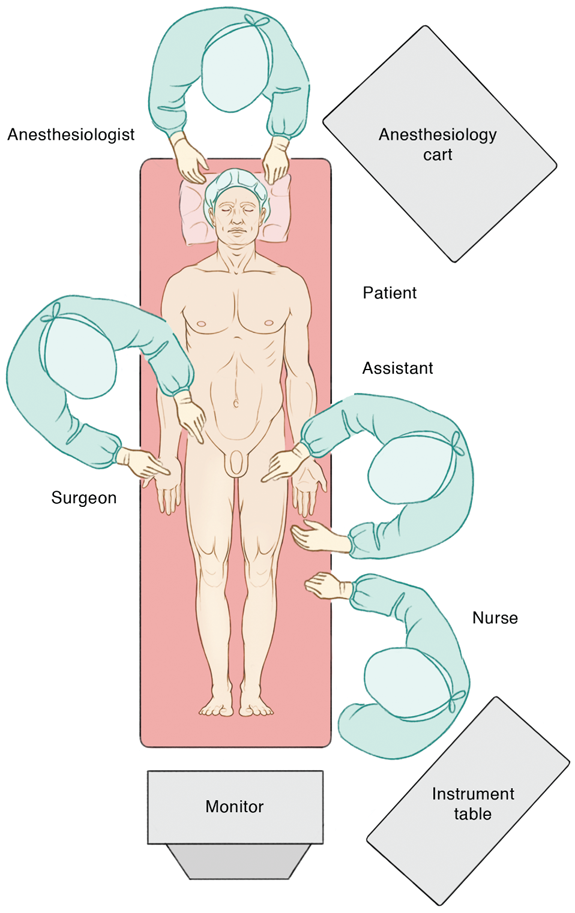 Anesthesiologist
Anesthesiology
cart
Patient
Assistant
Surgeon
Nurse
Monitor
Instrument
table